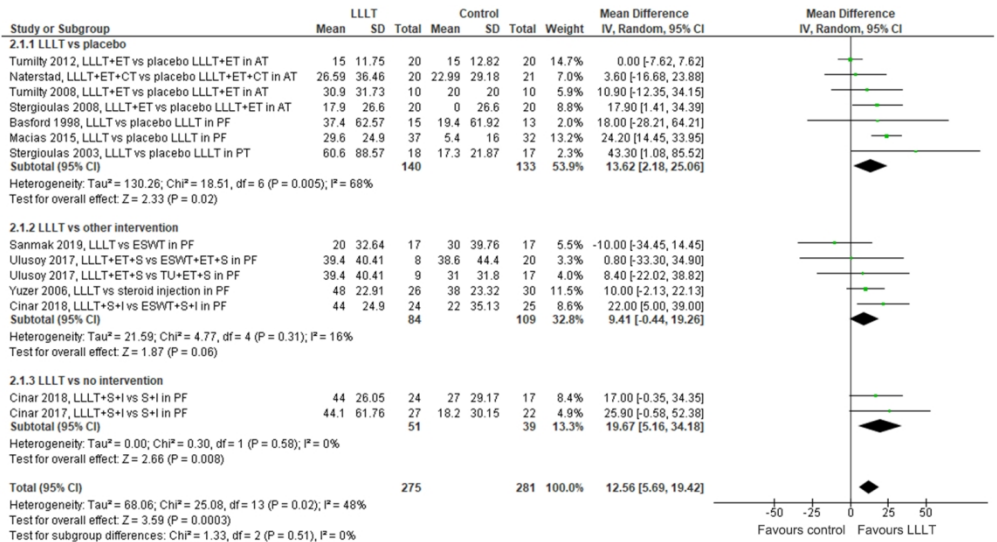 LLLT Control Mean Difference Mean Difference
Study or Subgroup Mean SD Total Mean SD Total Weight IV, Random, 95% CI IV, Random, 95% CI
2.1.1 LLLT vs placebo
Tumilty 2012, LLLT+ET vs placebo LLLT+ET in AT 15 11.75 20 15 12.82 20 14.7% 0.00 [-7.62, 7.62]
Naterstad, LLLT+ET+CT vs placebo LLLT+ET+CT in AT 26.59 36.46 20 22.99 29.18 21 7.0% 3.60 [-16.68, 23.88]
Tumilty 2008, LLLT+ET vs placebo LLLT+ET in AT 30.9 31.73 10 20 20 10 5.9% 10.90 [-12.35, 34.15]
Stergioulas 2008, LLLT+ET vs placebo LLLT+ET in AT 17.9 26.6 20 0 26.6 20 8.8% 17.90 [1.41, 34.39]
Basford 1998, LLLT vs placebo LLLT in PF 37.4 62.57 15 19.4 61.92 13 2.0% 18.00 [-28.21, 64.21]
Macias 2015, LLLT vs placebo LLLT in PF 29.6 24.9 37 5.4 16 32 13.2% 24.20 [14.45, 33.95]
Stergioulas 2003, LLLT vs placebo LLLT in PT 60.6 88.57 18 17.3 21.87 17 2.3% 43.30 [1.08, 85.52]
Subtotal (95% CI) 140 133 53.9% 13.62 [2.18, 25.06]
Heterogeneity: Tau² = 130.26; Chi² = 18.51, df = 6 (P = 0.005); I² = 68%
Test for overall effect: Z = 2.33 (P = 0.02)
2.1.2 LLLT vs other intervention
Sanmak 2019, LLLT vs ESWT in PF 20 32.64 17 30 39.76 17 5.5% -10.00 [-34.45, 14.45]
Ulusoy 2017, LLLT+ET+S vs ESWT+ET+S in PF 39.4 40.41 8 38.6 44.4 20 3.3% 0.80 [-33.30, 34.90]
Ulusoy 2017, LLLT+ET+S vs TU+ET+S in PF 39.4 40.41 9 31 31.8 17 4.0% 8.40 [-22.02, 38.82]
Yuzer 2006, LLLT vs steroid injection in PF 48 22.91 26 38 23.32 30 11.5% 10.00 [-2.13, 22.13]
Cinar 2018, LLLT+S+I vs ESWT+S+I in PF 44 24.9 24 22 35.13 25 8.6% 22.00 [5.00, 39.00]
Subtotal (95% CI) 84 109 32.8% 9.41 [-0.44, 19.26]
Heterogeneity: Tau² = 21.59; Chi² = 4.77, df = 4 (P = 0.31); I² = 16%
Test for overall effect: Z = 1.87 (P = 0.06)
2.1.3 LLLT vs no intervention
Cinar 2018, LLLT+S+I vs S+I in PF 44 26.05 24 27 29.17 17 8.4% 17.00 [-0.35, 34.35]
Cinar 2017, LLLT+S+I vs S+I in PF 44.1 61.76 27 18.2 30.15 22 4.9% 25.90 [-0.58, 52.38]
Subtotal (95% CI) 51 39 13.3% 19.67 [5.16, 34.18]
Heterogeneity: Tau² = 0.00; Chi² = 0.30, df = 1 (P = 0.58); I² = 0%
Test for overall effect: Z = 2.66 (P = 0.008)
Total (95% CI) 275 281 100.0% 12.56 [5.69, 19.42]
Heterogeneity: Tau² = 68.06; Chi² = 25.08, df = 13 (P = 0.02); I² = 48%
Test for overall effect: Z = 3.59 (P = 0.0003)
Test for subgroup differences: Chi² = 1.33, df = 2 (P = 0.51), I² = 0%
-50 -25 0 25 50
Favours control Favours LLLT